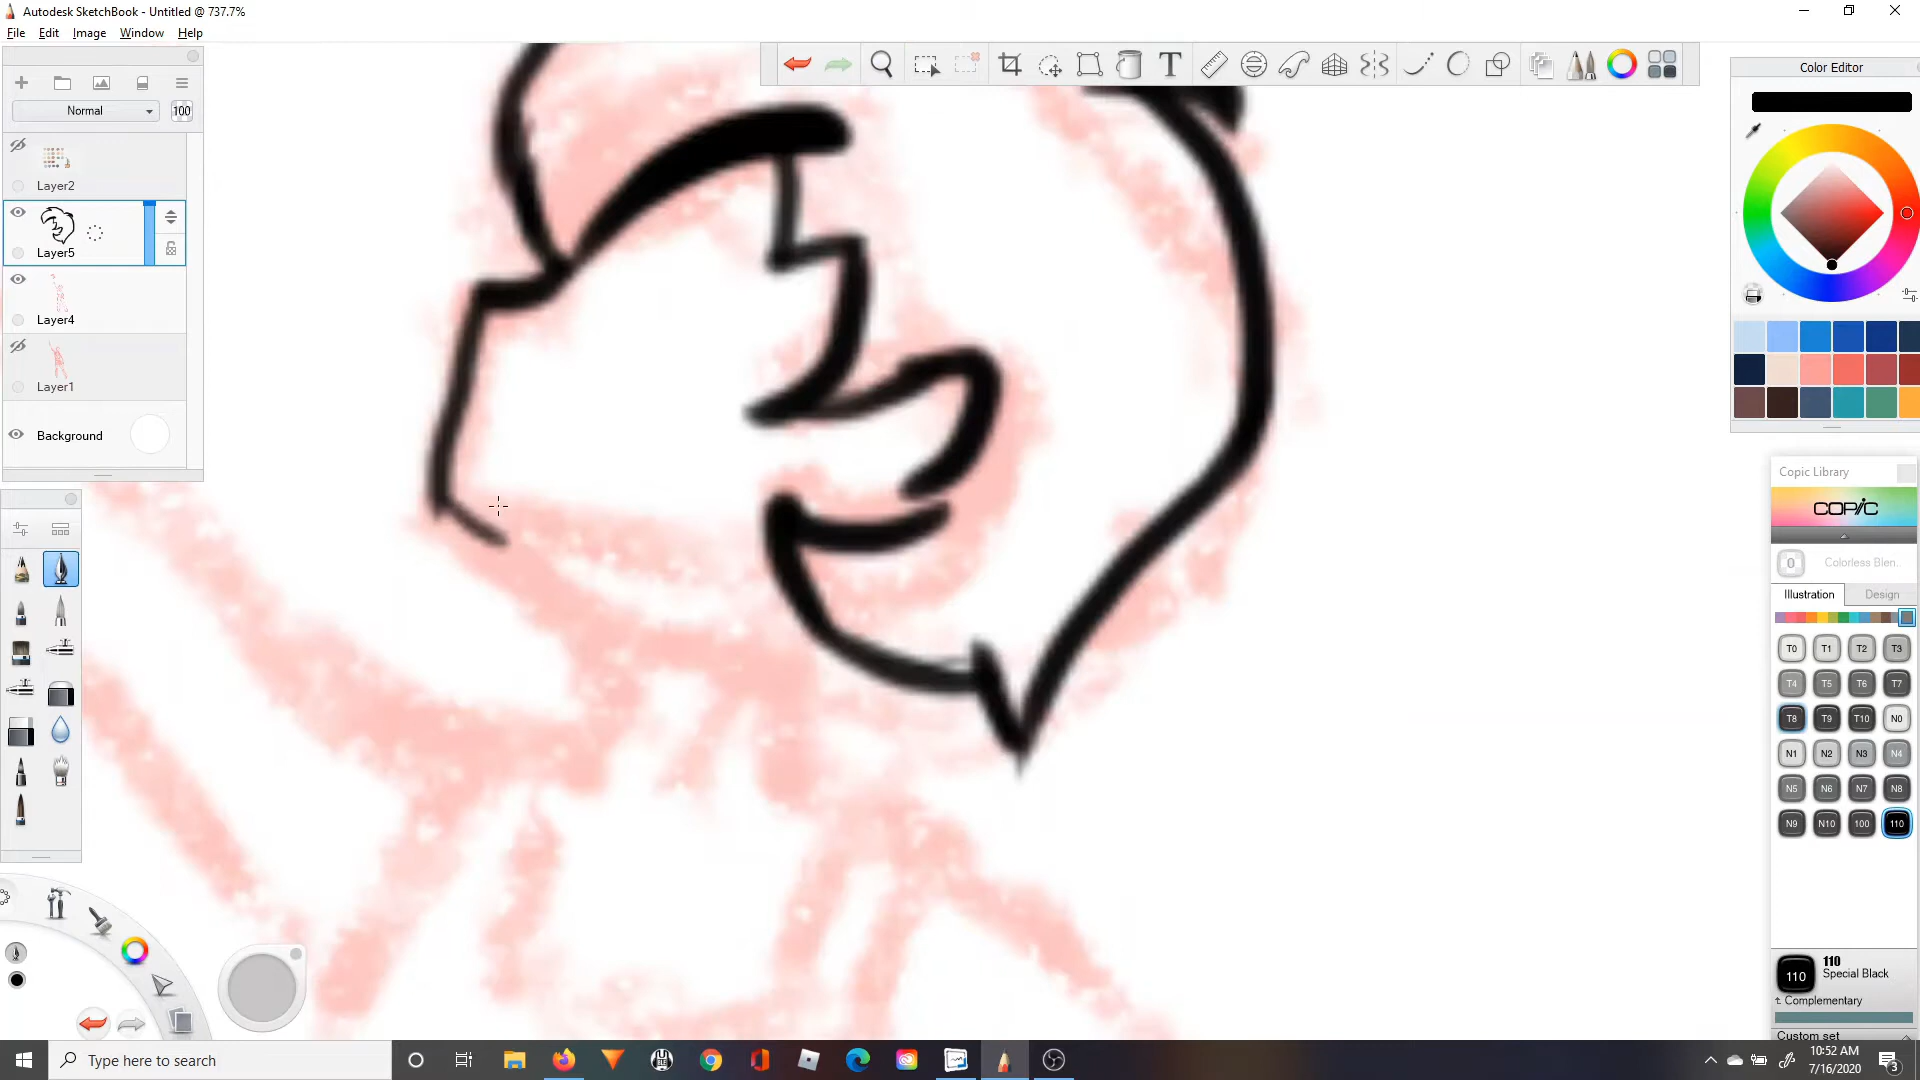 Autodesk SketchBook - Untitled @ 737.7%
File Edit Image Window Help
Normal 100
Layer2
Layer5
Layer4
Layer1
Background
T
Color Editor
Copic Library
COPIC
0 Colorless Blen..
Illustration Design
T0 T1 T2 T3
T4 T5 T6 T7
T8 T9 T10 N0
N1 N2 N3 N4
N5 N6 N7 N8
N9 N10 100 110
110 110
Special Black
Complementary
Custom set
Type here to search
10:52 AM
7/16/2020
3